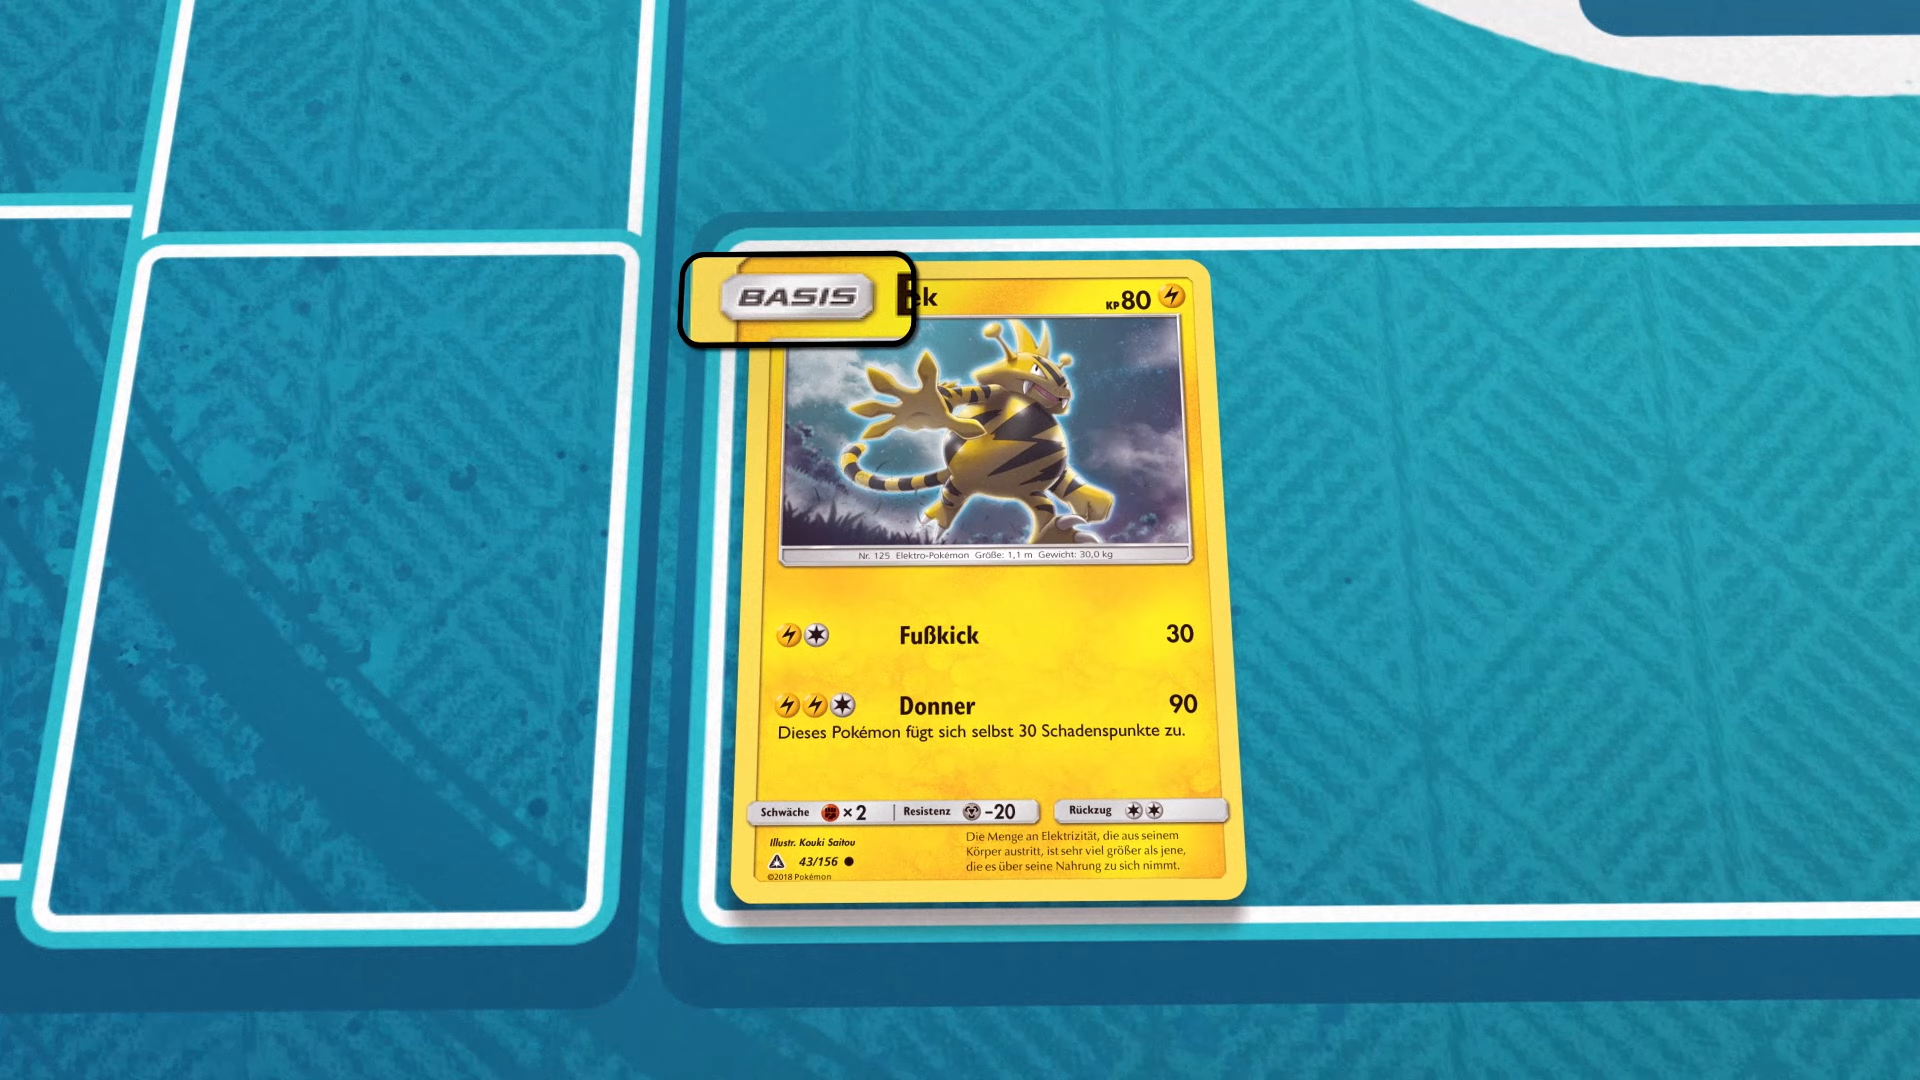 BASIS
ek KP 80
Nr. 125 Elektro-Pokémon Größe: 1,1 m Gewicht: 30,0 kg
Fußkick 30
Donner 90
Dieses Pokémon fügt sich selbst 30 Schadenspunkte zu.
Schwäche ×2 Resistenz -20 Rückzug
Illustr. Kouki Saitou
43/156
©2018 Pokémon
Die Menge an Elektrizität, die aus seinem
Körper austritt, ist sehr viel größer als jene,
die es über seine Nahrung zu sich nimmt.